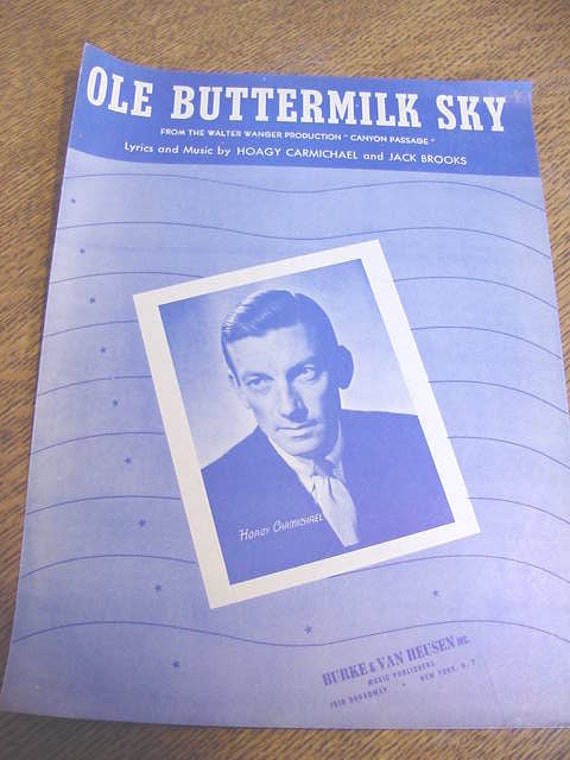 OLE BUTTERMILK SKY
FROM THE WALTER WANGER PRODUCTION "CANYON PASSAGE"
Lyrics and Music by HOAGY CARMICHAEL and JACK BROOKS
HOAGY CARMICHAEL
BURKE & VAN HEUSEN INC.
MUSIC PUBLISHERS
1619 BROADWAY • NEW YORK, N. Y.